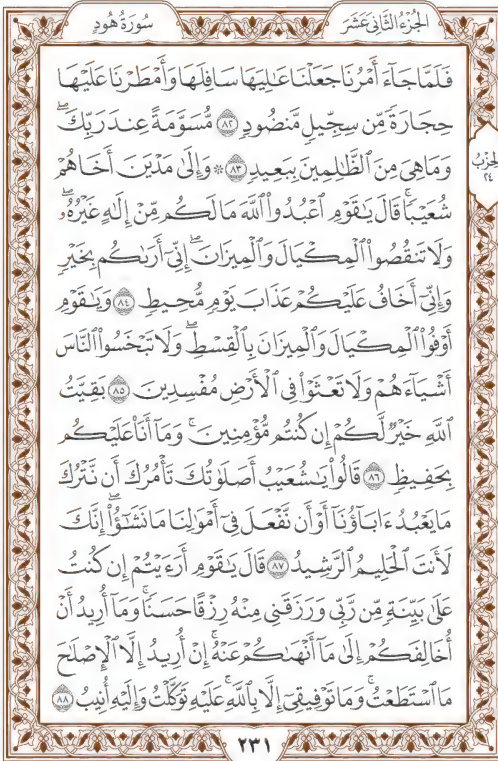 الجُزْءُ الثَّانِي عَشَرَ
سُورَةُ هُودٍ
فَلَمَّا جَآءَ أَمْرُنَا جَعَلْنَا عَٰلِيَهَا سَافِلَهَا وَأَمْطَرْنَا عَلَيْهَا
حِجَارَةً مِّن سِجِّيلٍ مَّنضُودٍ ٨٢ مُّسَوَّمَةً عِندَ رَبِّكَۖ
وَمَا هِيَ مِنَ ٱلظَّٰلِمِينَ بِبَعِيدٍ ٨٣ ۞ وَإِلَىٰ مَدْيَنَ أَخَاهُمْ
شُعَيْبًاۚ قَالَ يَٰقَوْمِ ٱعْبُدُوا۟ ٱللَّهَ مَا لَكُم مِّنْ إِلَٰهٍ غَيْرُهُۥۖ
وَلَا تَنقُصُوا۟ ٱلْمِكْيَالَ وَٱلْمِيزَانَۖ إِنِّىٓ أَرَىٰكُم بِخَيْرٍ
وَإِنِّىٓ أَخَافُ عَلَيْكُمْ عَذَابَ يَوْمٍ مُّحِيطٍ ٨٤ وَيَٰقَوْمِ
أَوْفُوا۟ ٱلْمِكْيَالَ وَٱلْمِيزَانَ بِٱلْقِسْطِۖ وَلَا تَبْخَسُوا۟ ٱلنَّاسَ
أَشْيَآءَهُمْ وَلَا تَعْثَوْا۟ فِى ٱلْأَرْضِ مُفْسِدِينَ ٨٥ بَقِيَّتُ
ٱللَّهِ خَيْرٌ لَّكُمْ إِن كُنتُم مُّؤْمِنِينَۚ وَمَآ أَنَا۠ عَلَيْكُم
بِحَفِيظٍ ٨٦ قَالُوا۟ يَٰشُعَيْبُ أَصَلَوٰتُكَ تَأْمُرُكَ أَن نَّتْرُكَ
مَا يَعْبُدُ ءَابَآؤُنَآ أَوْ أَن نَّفْعَلَ فِىٓ أَمْوَٰلِنَا مَا نَشَٰٓؤُا۟ۖ إِنَّكَ
لَأَنتَ ٱلْحَلِيمُ ٱلرَّشِيدُ ٨٧ قَالَ يَٰقَوْمِ أَرَءَيْتُمْ إِن كُنتُ
عَلَىٰ بَيِّنَةٍ مِّن رَّبِّى وَرَزَقَنِى مِنْهُ رِزْقًا حَسَنًاۚ وَمَآ أُرِيدُ أَنْ
أُخَالِفَكُمْ إِلَىٰ مَآ أَنْهَىٰكُمْ عَنْهُۚ إِنْ أُرِيدُ إِلَّا ٱلْإِصْلَٰحَ
مَا ٱسْتَطَعْتُۚ وَمَا تَوْفِيقِىٓ إِلَّا بِٱللَّهِۚ عَلَيْهِ تَوَكَّلْتُ وَإِلَيْهِ أُنِيبُ ٨٨
الحِزْبُ
٢٤
٢٣١